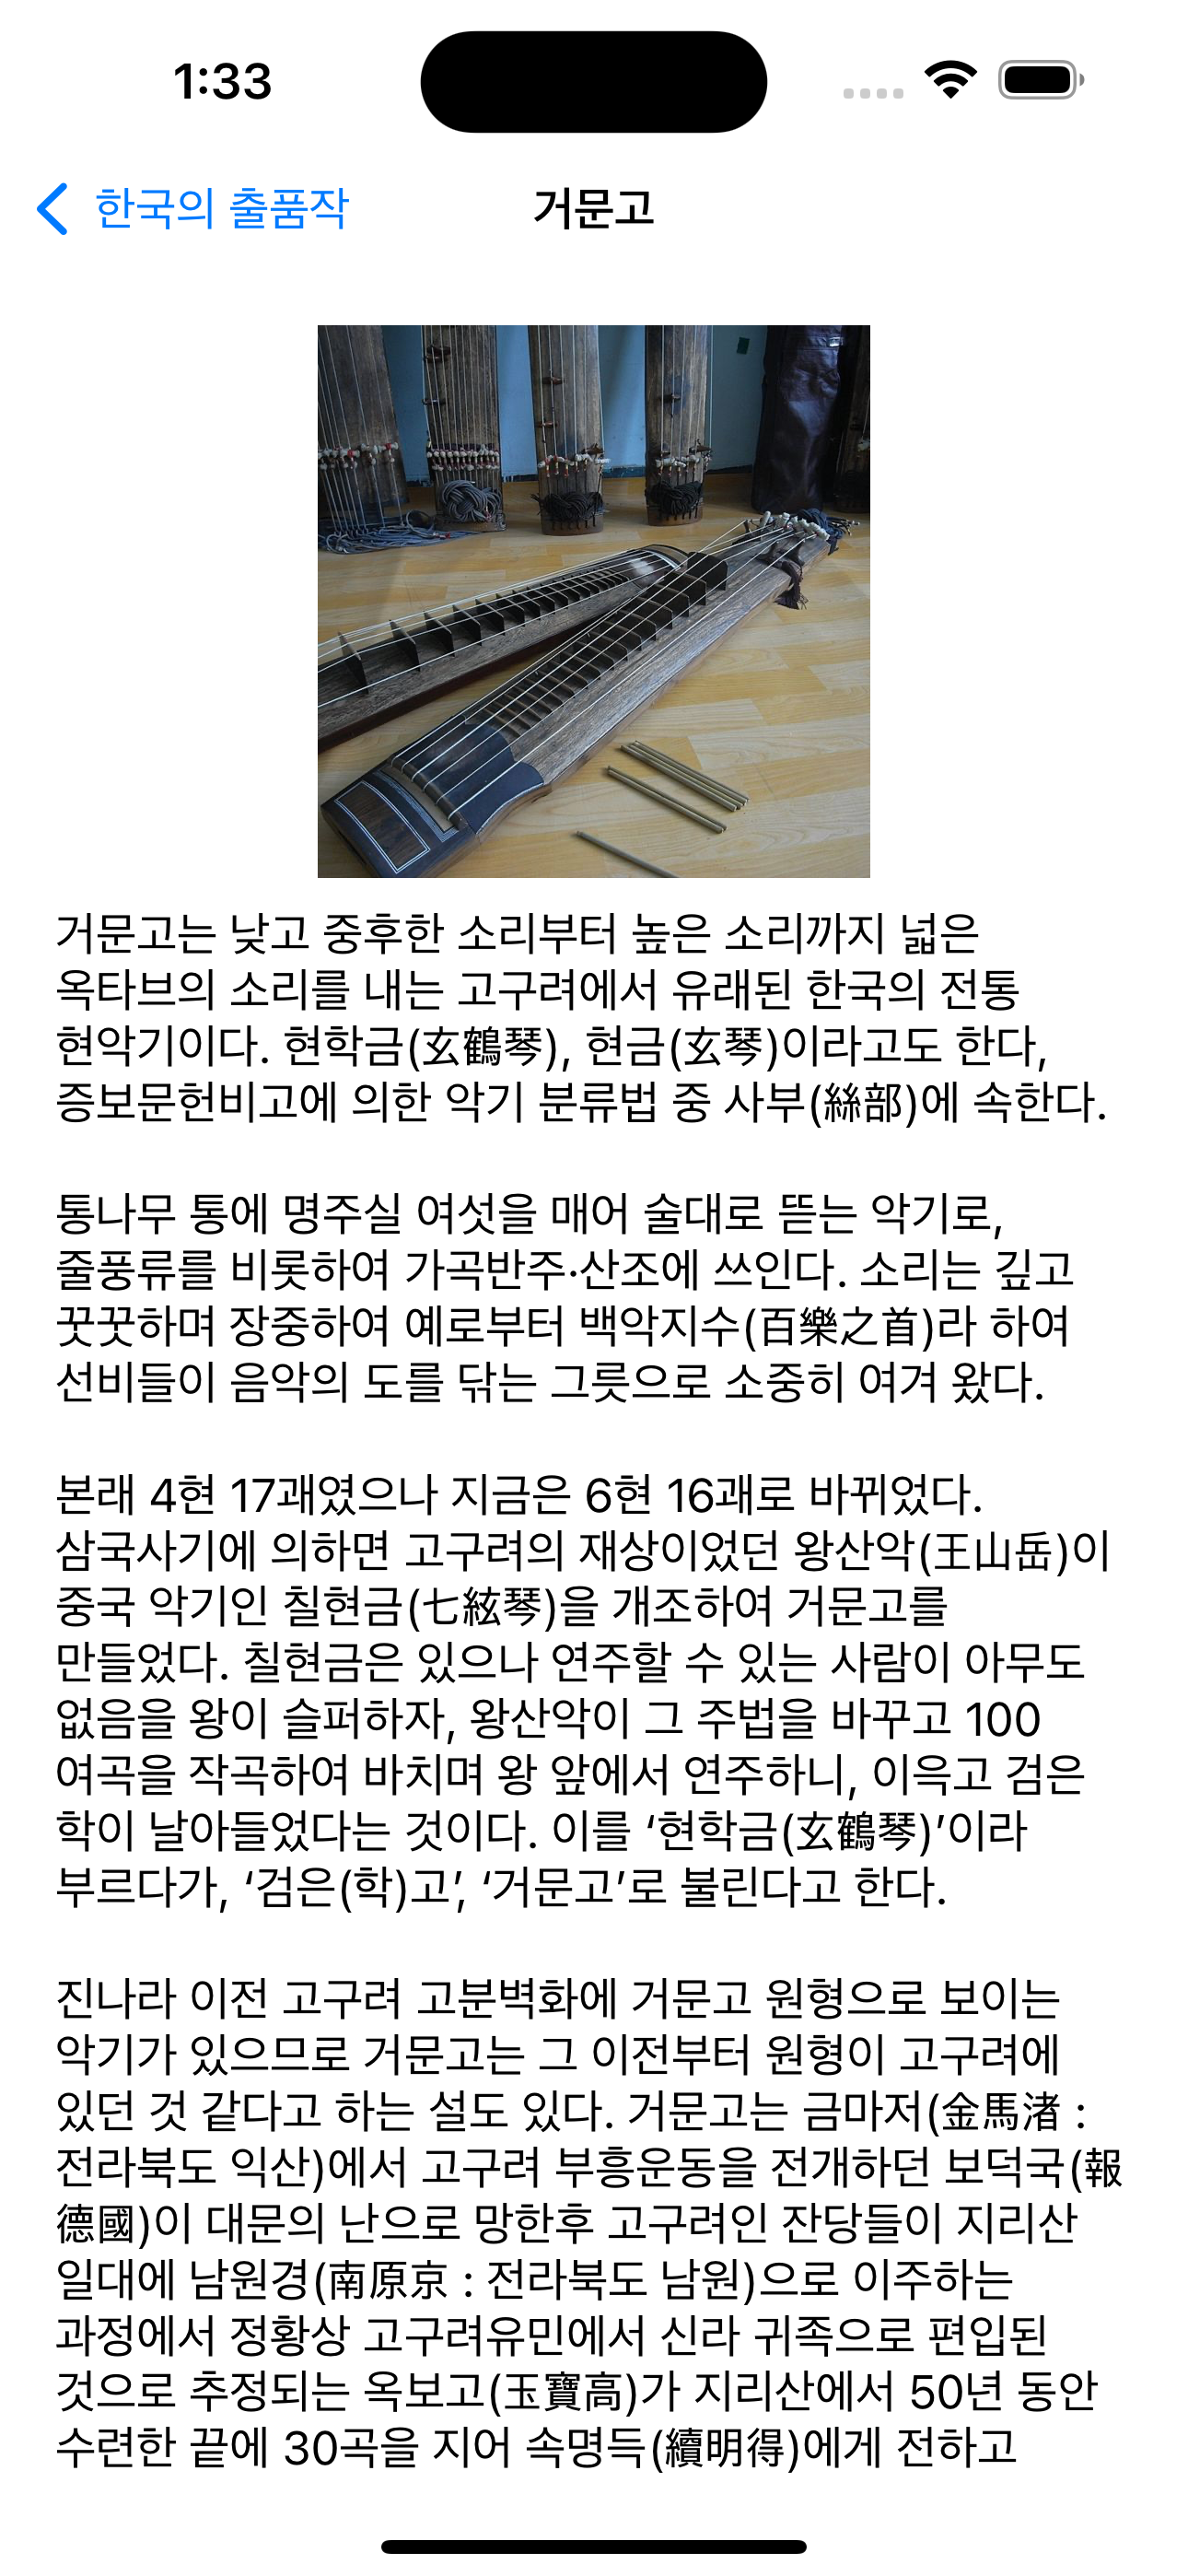 1:33
한국의 출품작
거문고
거문고는 낮고 중후한 소리부터 높은 소리까지 넓은
옥타브의 소리를 내는 고구려에서 유래된 한국의 전통
현악기이다. 현학금(玄鶴琴), 현금(玄琴)이라고도 한다,
증보문헌비고에 의한 악기 분류법 중 사부(絲部)에 속한다.
통나무 통에 명주실 여섯을 매어 술대로 뜯는 악기로,
줄풍류를 비롯하여 가곡반주·산조에 쓰인다. 소리는 깊고
꿋꿋하며 장중하여 예로부터 백악지수(百樂之首)라 하여
선비들이 음악의 도를 닦는 그릇으로 소중히 여겨 왔다.
본래 4현 17괘였으나 지금은 6현 16괘로 바뀌었다.
삼국사기에 의하면 고구려의 재상이었던 왕산악(王山岳)이
중국 악기인 칠현금(七絃琴)을 개조하여 거문고를
만들었다. 칠현금은 있으나 연주할 수 있는 사람이 아무도
없음을 왕이 슬퍼하자, 왕산악이 그 주법을 바꾸고 100
여곡을 작곡하여 바치며 왕 앞에서 연주하니, 이윽고 검은
학이 날아들었다는 것이다. 이를 ‘현학금(玄鶴琴)’이라
부르다가, ‘검은(학)고’, ‘거문고’로 불린다고 한다.
진나라 이전 고구려 고분벽화에 거문고 원형으로 보이는
악기가 있으므로 거문고는 그 이전부터 원형이 고구려에
있던 것 같다고 하는 설도 있다. 거문고는 금마저(金馬渚 :
전라북도 익산)에서 고구려 부흥운동을 전개하던 보덕국(報
德國)이 대문의 난으로 망한후 고구려인 잔당들이 지리산
일대에 남원경(南原京 : 전라북도 남원)으로 이주하는
과정에서 정황상 고구려유민에서 신라 귀족으로 편입된
것으로 추정되는 옥보고(玉寶高)가 지리산에서 50년 동안
수련한 끝에 30곡을 지어 속명득(續明得)에게 전하고